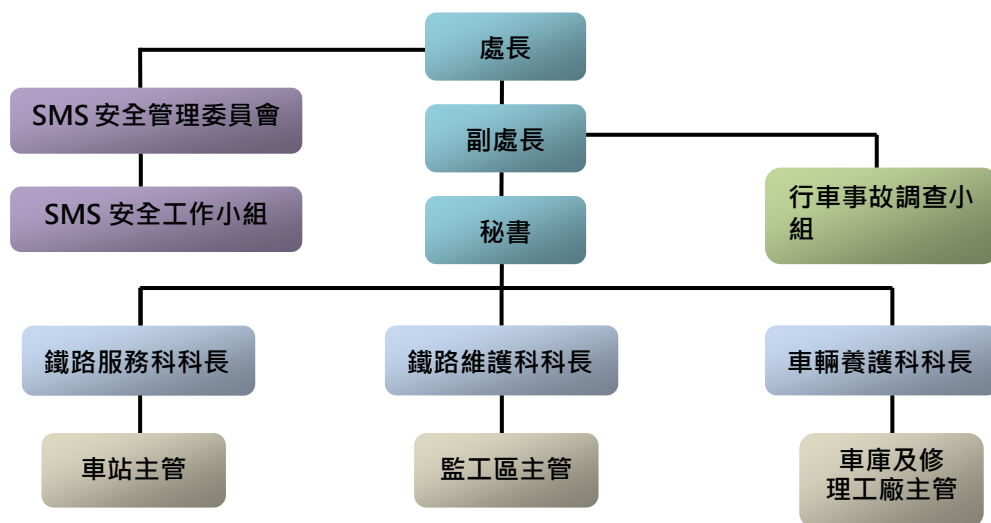 處長
SMS 安全管理委員會
副處長
SMS 安全工作小組
秘書
行車事故調查小
組
鐵路服務科科長
鐵路維護科科長
車輛養護科科長
車站主管
監工區主管
車庫及修
理工廠主管